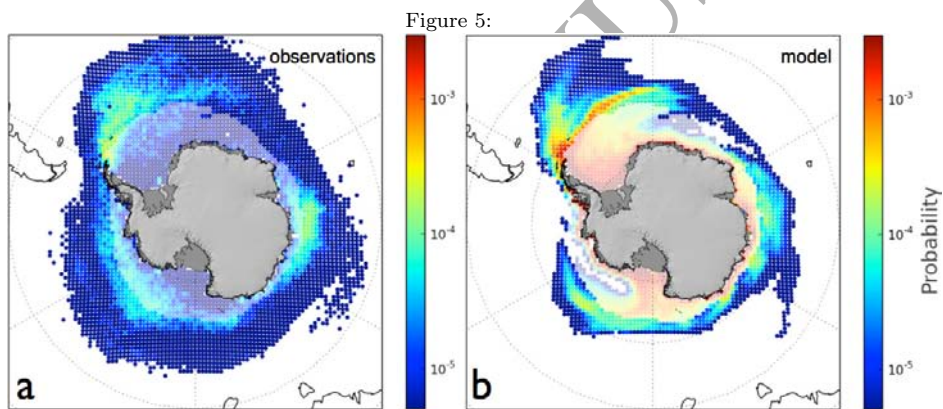 Figure 5:
observations
model
10⁻³
10⁻⁴
10⁻⁵
10⁻³
10⁻⁴
10⁻⁵
Probability
a
b